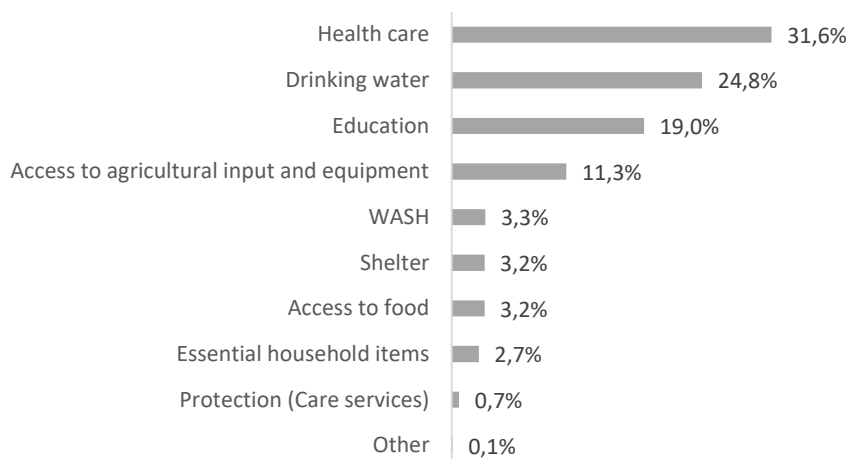 Health care 31,6%
Drinking water 24,8%
Education 19,0%
Access to agricultural input and equipment 11,3%
WASH 3,3%
Shelter 3,2%
Access to food 3,2%
Essential household items 2,7%
Protection (Care services) 0,7%
Other 0,1%